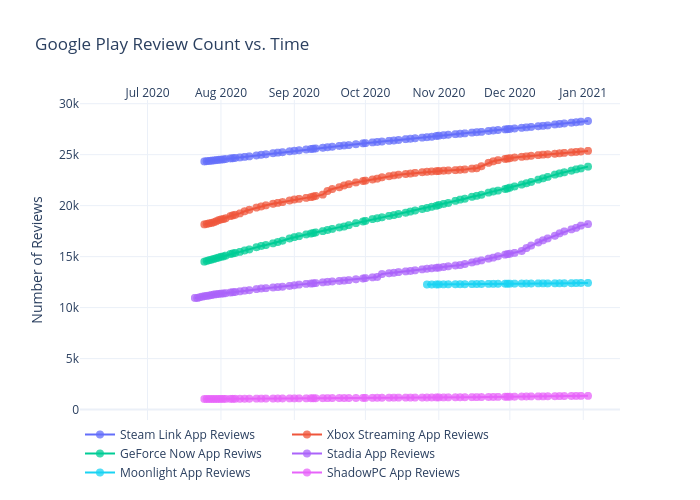 Google Play Review Count vs. Time
Jul 2020 Aug 2020 Sep 2020 Oct 2020 Nov 2020 Dec 2020 Jan 2021
30k
25k
20k
15k
10k
5k
0
Number of Reviews
Steam Link App Reviews Xbox Streaming App Reviews
GeForce Now App Reviws Stadia App Reviews
Moonlight App Reviews ShadowPC App Reviews